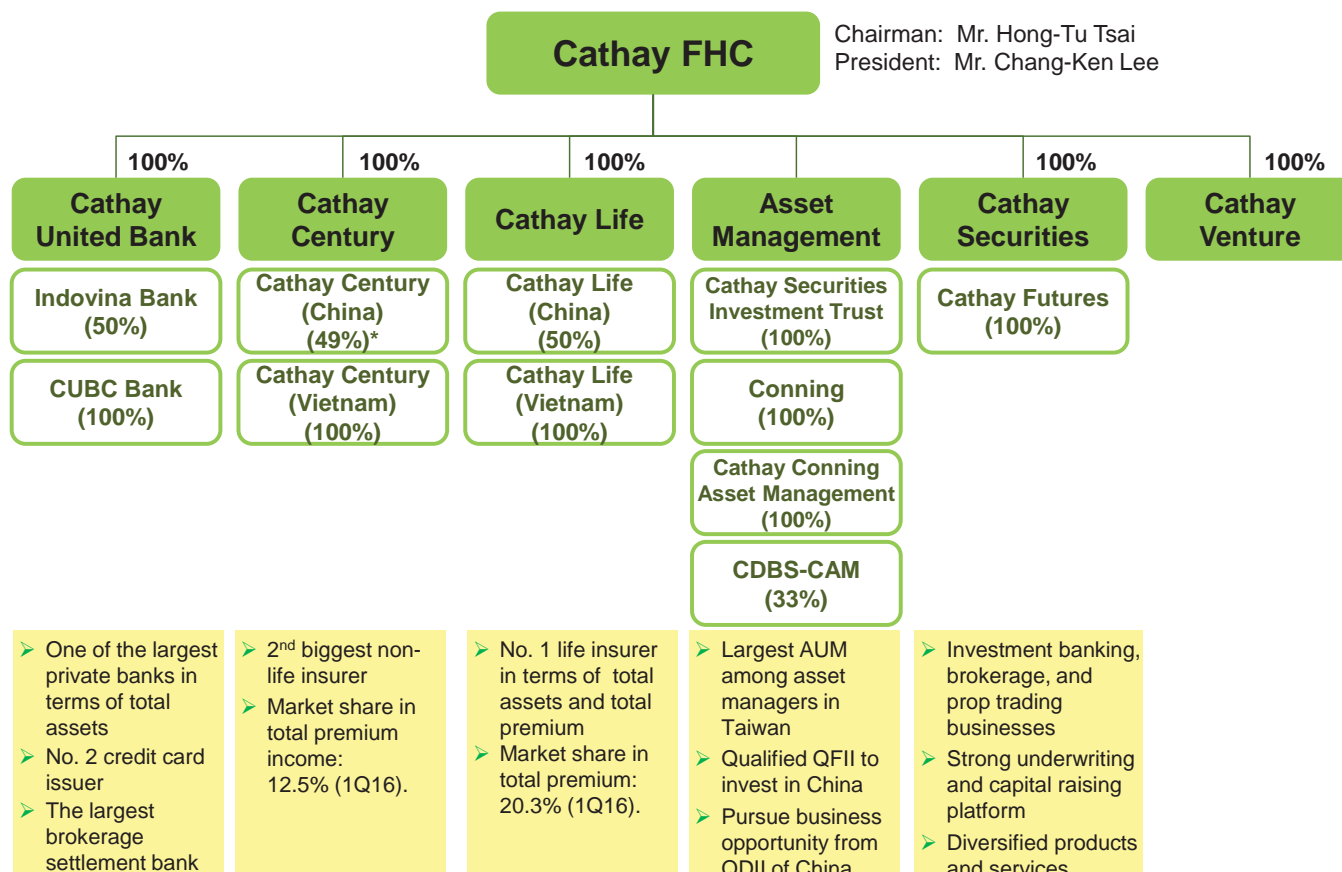 Cathay FHC
Chairman: Mr. Hong-Tu Tsai
President: Mr. Chang-Ken Lee
100%
100%
100%
100%
100%
Cathay
United Bank
Cathay
Century
Cathay Life
Asset
Management
Cathay
Securities
Cathay
Venture
Indovina Bank
(50%)
CUBC Bank
(100%)
Cathay Century
(China)
(49%)*
Cathay Century
(Vietnam)
(100%)
Cathay Life
(China)
(50%)
Cathay Life
(Vietnam)
(100%)
Cathay Securities
Investment Trust
(100%)
Conning
(100%)
Cathay Conning
Asset Management
(100%)
CDBS-CAM
(33%)
Cathay Futures
(100%)
➢ One of the largest
private banks in
terms of total
assets
➢ No. 2 credit card
issuer
➢ The largest
brokerage
settlement bank
➢ 2nd biggest non-
life insurer
➢ Market share in
total premium
income:
12.5% (1Q16).
➢ No. 1 life insurer
in terms of total
assets and total
premium
➢ Market share in
total premium:
20.3% (1Q16).
➢ Largest AUM
among asset
managers in
Taiwan
➢ Qualified QFII to
invest in China
➢ Pursue business
opportunity from
QDII of China
➢ Investment banking,
brokerage, and
prop trading
businesses
➢ Strong underwriting
and capital raising
platform
➢ Diversified products
and services